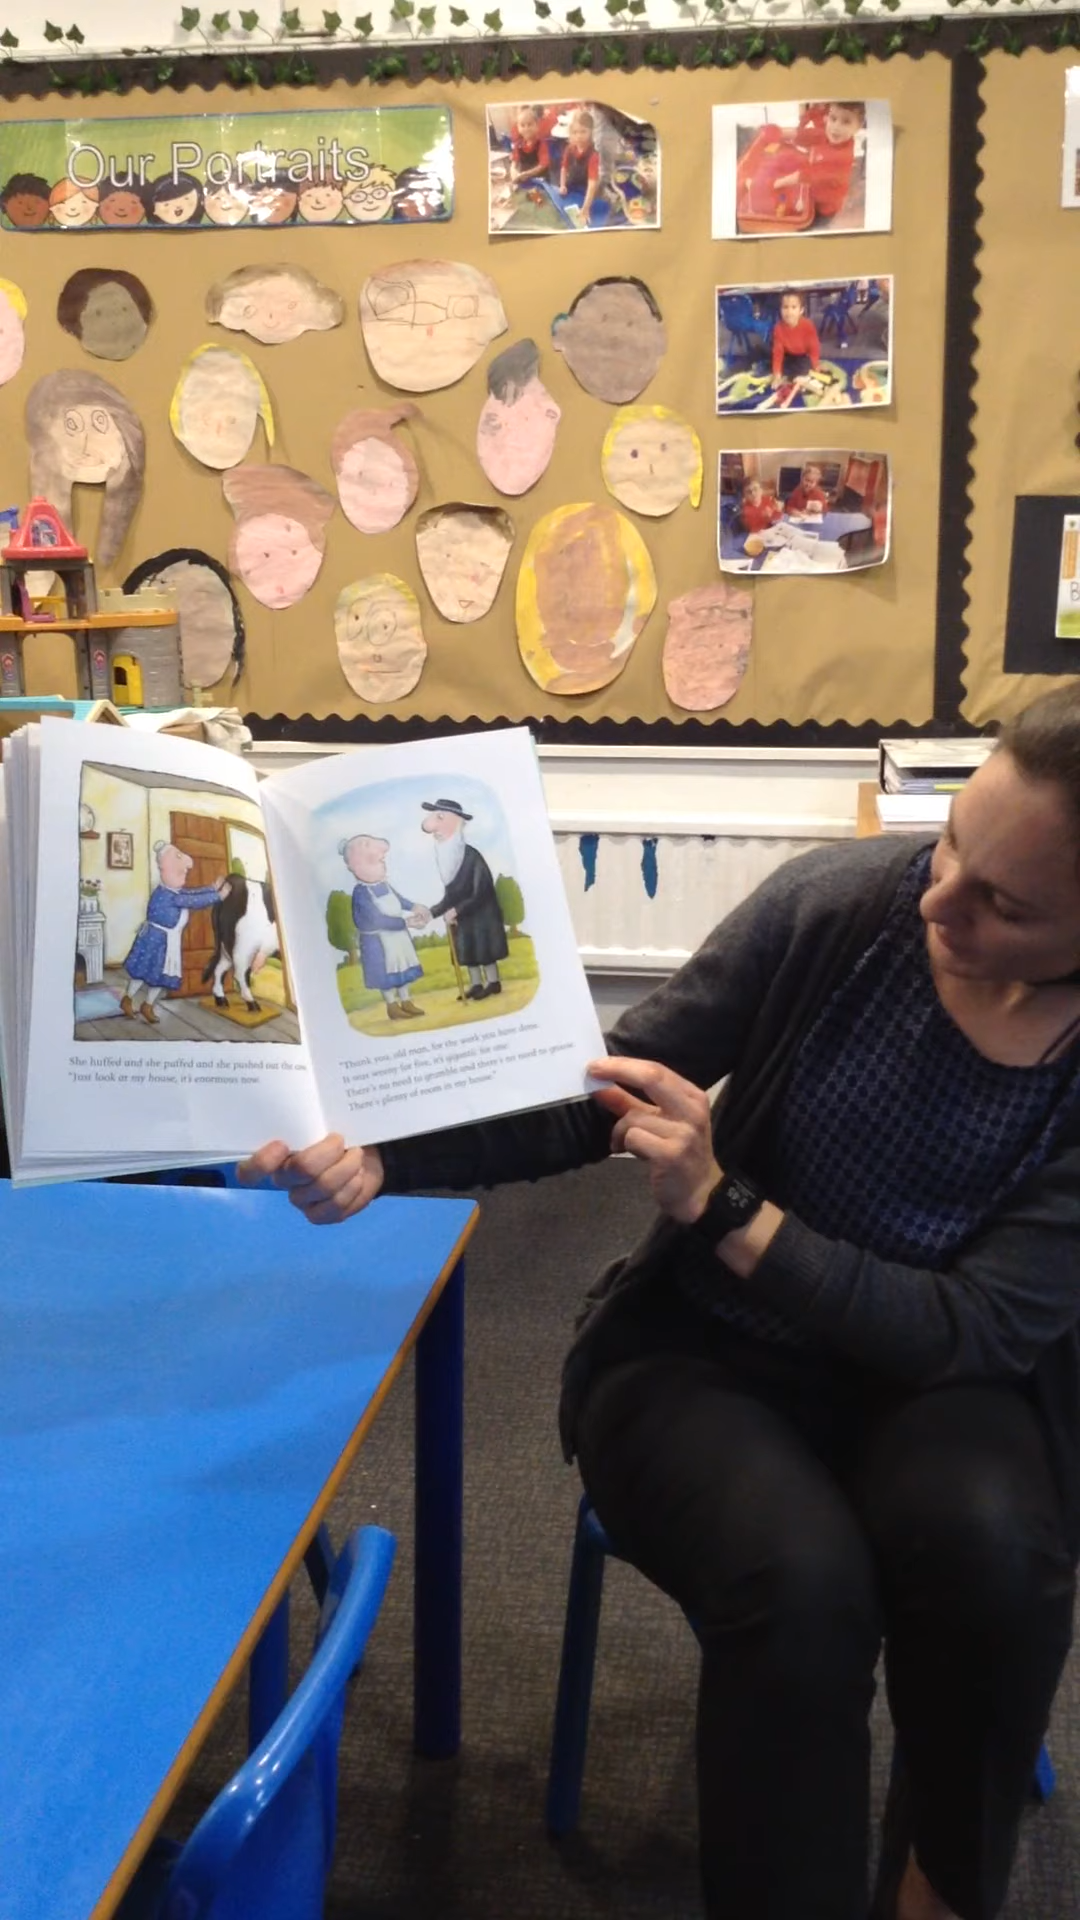 Our Portraits
She huffed and she puffed and she pushed out the cow.
"Just look at my house, it's enormous now.
"Thank you, old man, for the work you have done.
It was weeny for five, it's gigantic for one.
There's no need to grumble and there's no need to grouse.
There's plenty of room in my house."